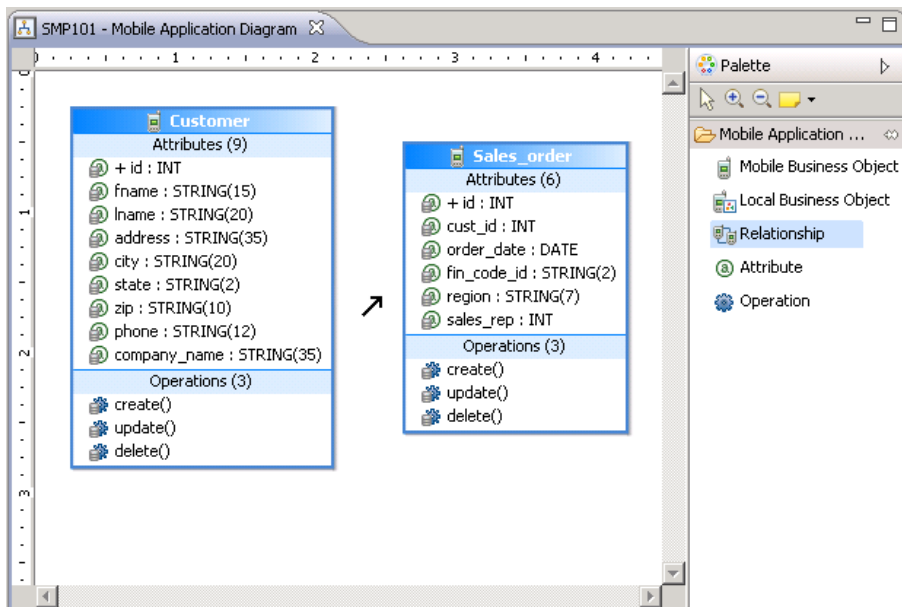 SMP101 - Mobile Application Diagram
0 1 2 3 4
Customer
Attributes (9)
+ id : INT
fname : STRING(15)
lname : STRING(20)
address : STRING(35)
city : STRING(20)
state : STRING(2)
zip : STRING(10)
phone : STRING(12)
company_name : STRING(35)
Operations (3)
create()
update()
delete()
Sales_order
Attributes (6)
+ id : INT
cust_id : INT
order_date : DATE
fin_code_id : STRING(2)
region : STRING(7)
sales_rep : INT
Operations (3)
create()
update()
delete()
0
1
2
3
Palette
Mobile Application ...
Mobile Business Object
Local Business Object
Relationship
Attribute
Operation